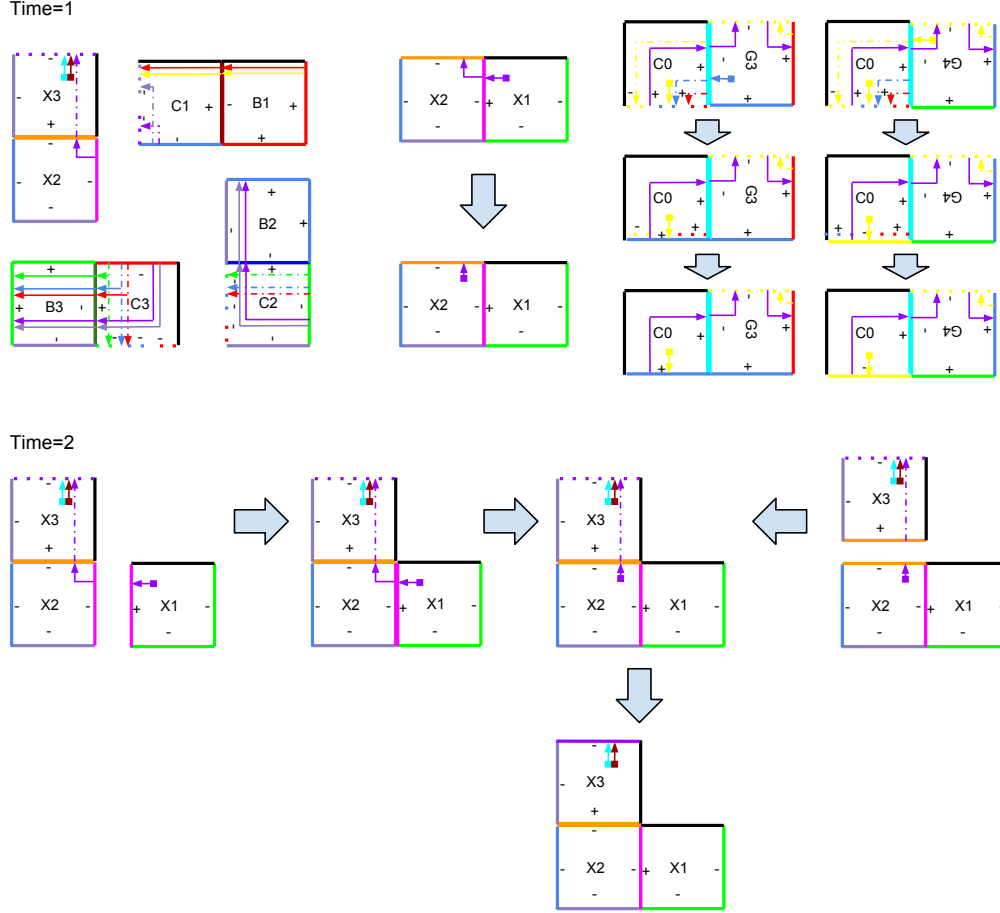 Time=1
-
- X3
+
-
X2 -
-
- C1 + - B1 +
- +
+
B2 +
-
+
C2
-
+
+ B3 - + C3
-
- - -
-
- X2 - + X1 -
- -
-
- X2 - + X1 -
- -
C0 + - G3 -
- + + +
C0 + - G4 -
- + + +
C0 + - G3 -
- + +
C0 + - G4 -
- + +
C0 + - G3 -
+ +
C0 + - G4 -
- +
Time=2
-
- X3
+
-
- X2 -
-
+ X1 -
-
-
- X3
+
-
- X2 - + X1 -
- -
-
- X3
+
-
- X2 - + X1 -
- -
-
- X3
+
-
- X2 - + X1 -
- -
-
- X3
+
-
- X2 - + X1 -
- -